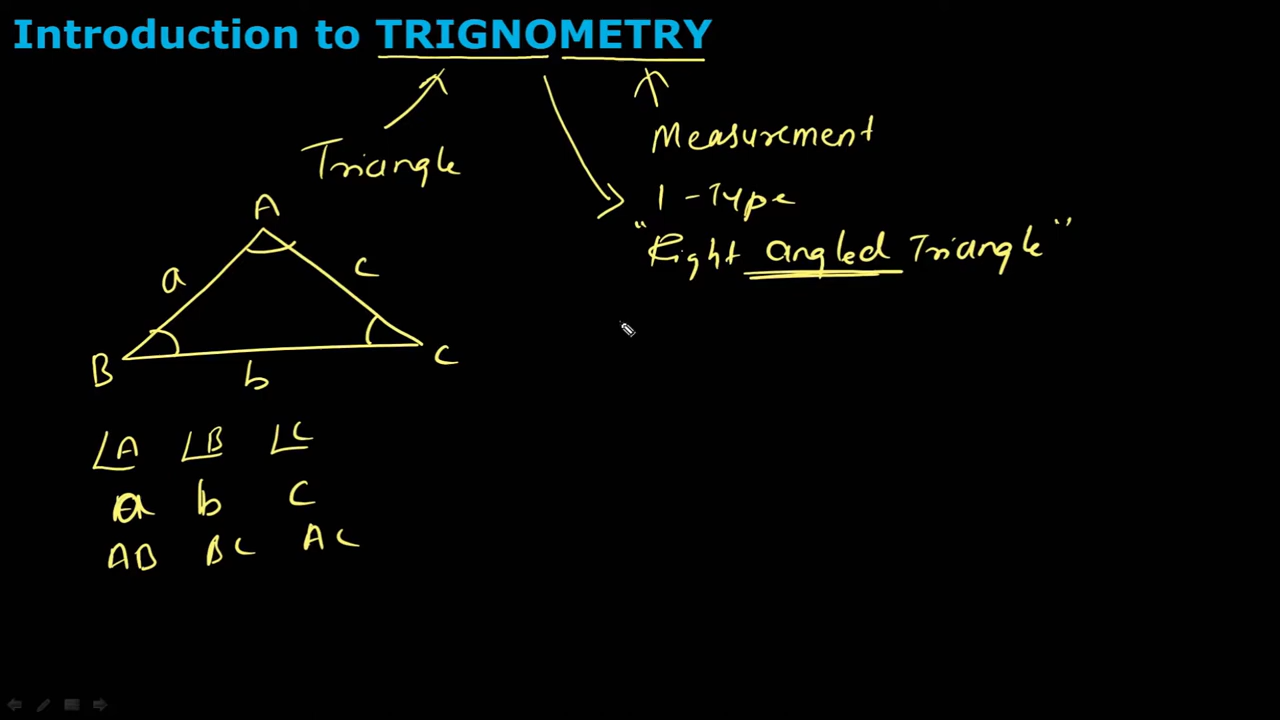 Introduction to TRIGNOMETRY
Triangle
Measurement
1 - Type
"Right angled Triangle"
A
a
c
B
b
C
∠A ∠B ∠C
a b c
AB BC AC